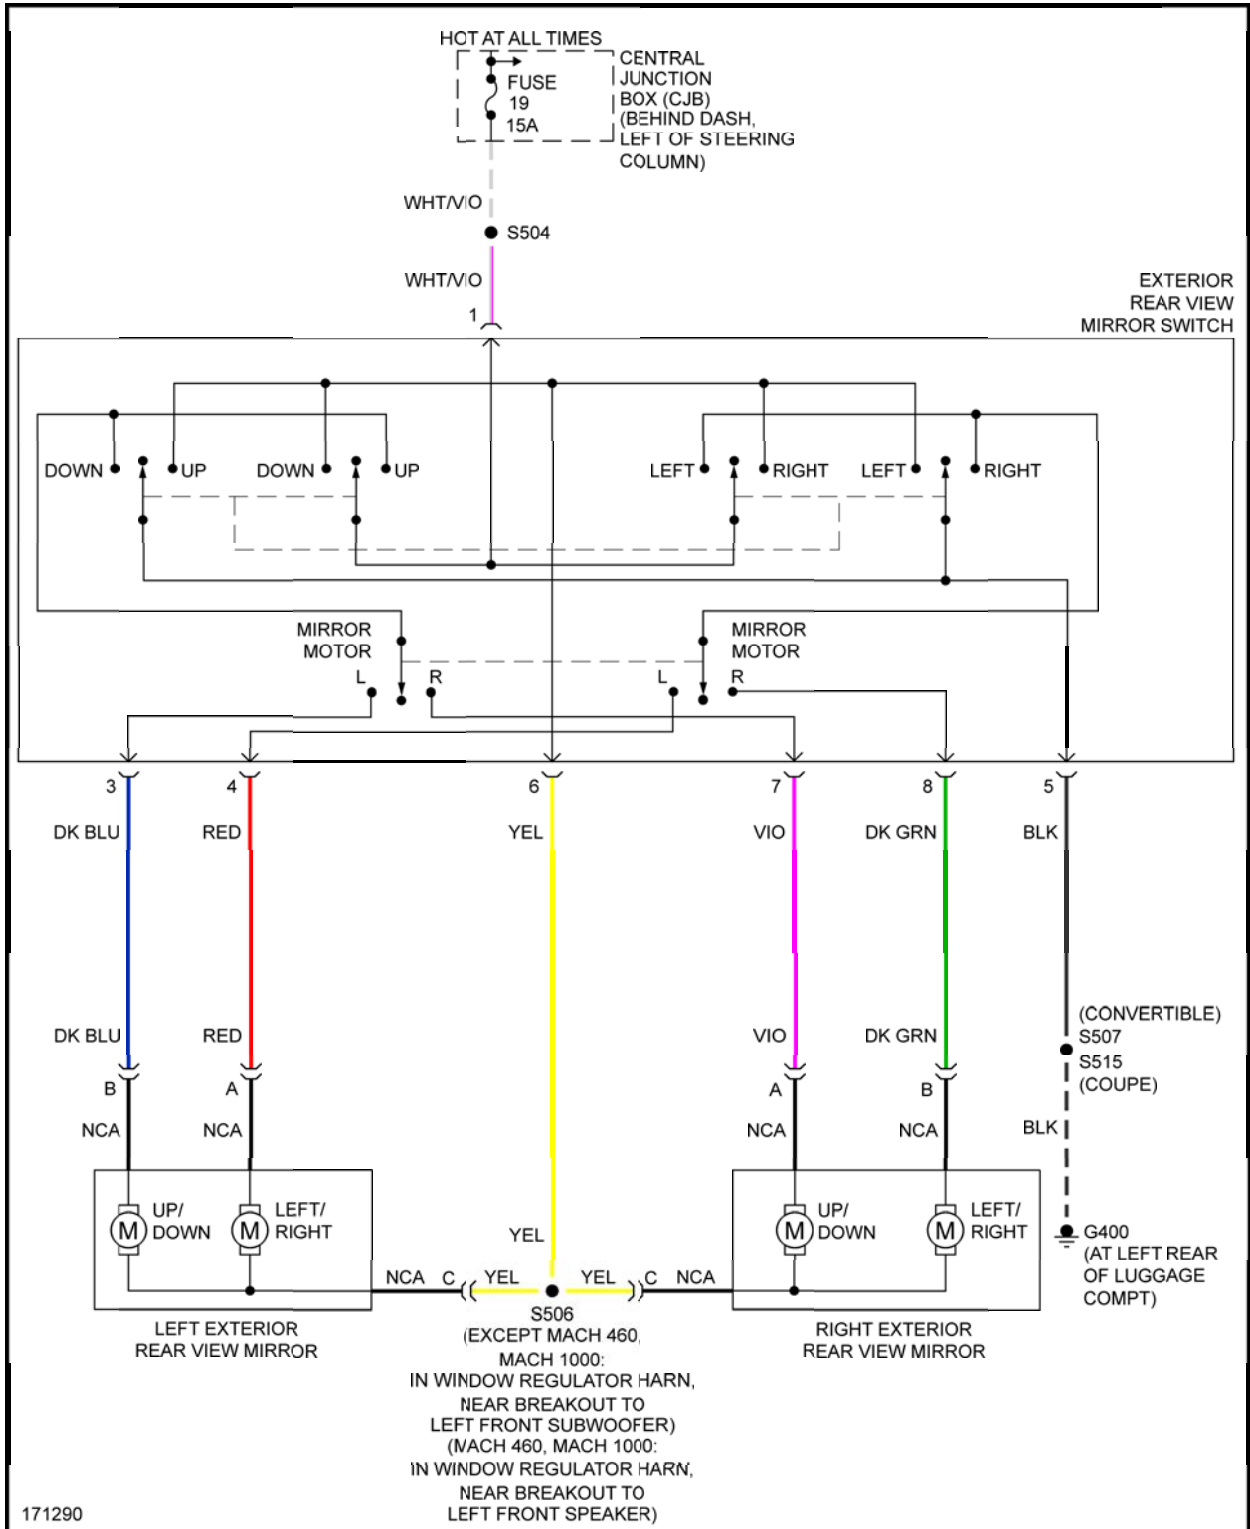 HOT AT ALL TIMES
FUSE
19
15A
CENTRAL
JUNCTION
BOX (CJB)
(BEHIND DASH,
LEFT OF STEERING
COLUMN)
WHT/VIO
S504
WHT/VIO
1
EXTERIOR
REAR VIEW
MIRROR SWITCH
DOWN UP DOWN UP LEFT RIGHT LEFT RIGHT
MIRROR
MOTOR
L R
MIRROR
MOTOR
L R
3 4 6 7 8 5
DK BLU RED YEL VIO DK GRN BLK
DK BLU RED VIO DK GRN
(CONVERTIBLE)
S507
S515
(COUPE)
B A A B
NCA NCA NCA NCA BLK
M UP/
DOWN
M LEFT/
RIGHT
YEL
M UP/
DOWN
M LEFT/
RIGHT
G400
(AT LEFT REAR
OF LUGGAGE
COMPT)
NCA C YEL YEL C NCA
LEFT EXTERIOR
REAR VIEW MIRROR
S506
(EXCEPT MACH 460,
MACH 1000:
IN WINDOW REGULATOR HARN,
NEAR BREAKOUT TO
LEFT FRONT SUBWOOFER)
(MACH 460, MACH 1000:
IN WINDOW REGULATOR HARN,
NEAR BREAKOUT TO
LEFT FRONT SPEAKER)
RIGHT EXTERIOR
REAR VIEW MIRROR
171290